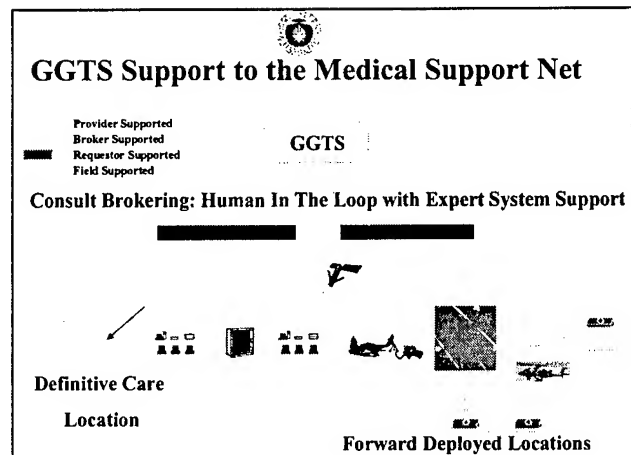 GGTS Support to the Medical Support Net
Provider Supported
Broker Supported
Requestor Supported
Field Supported
GGTS
Consult Brokering: Human In The Loop with Expert System Support
Definitive Care
Location
Forward Deployed Locations